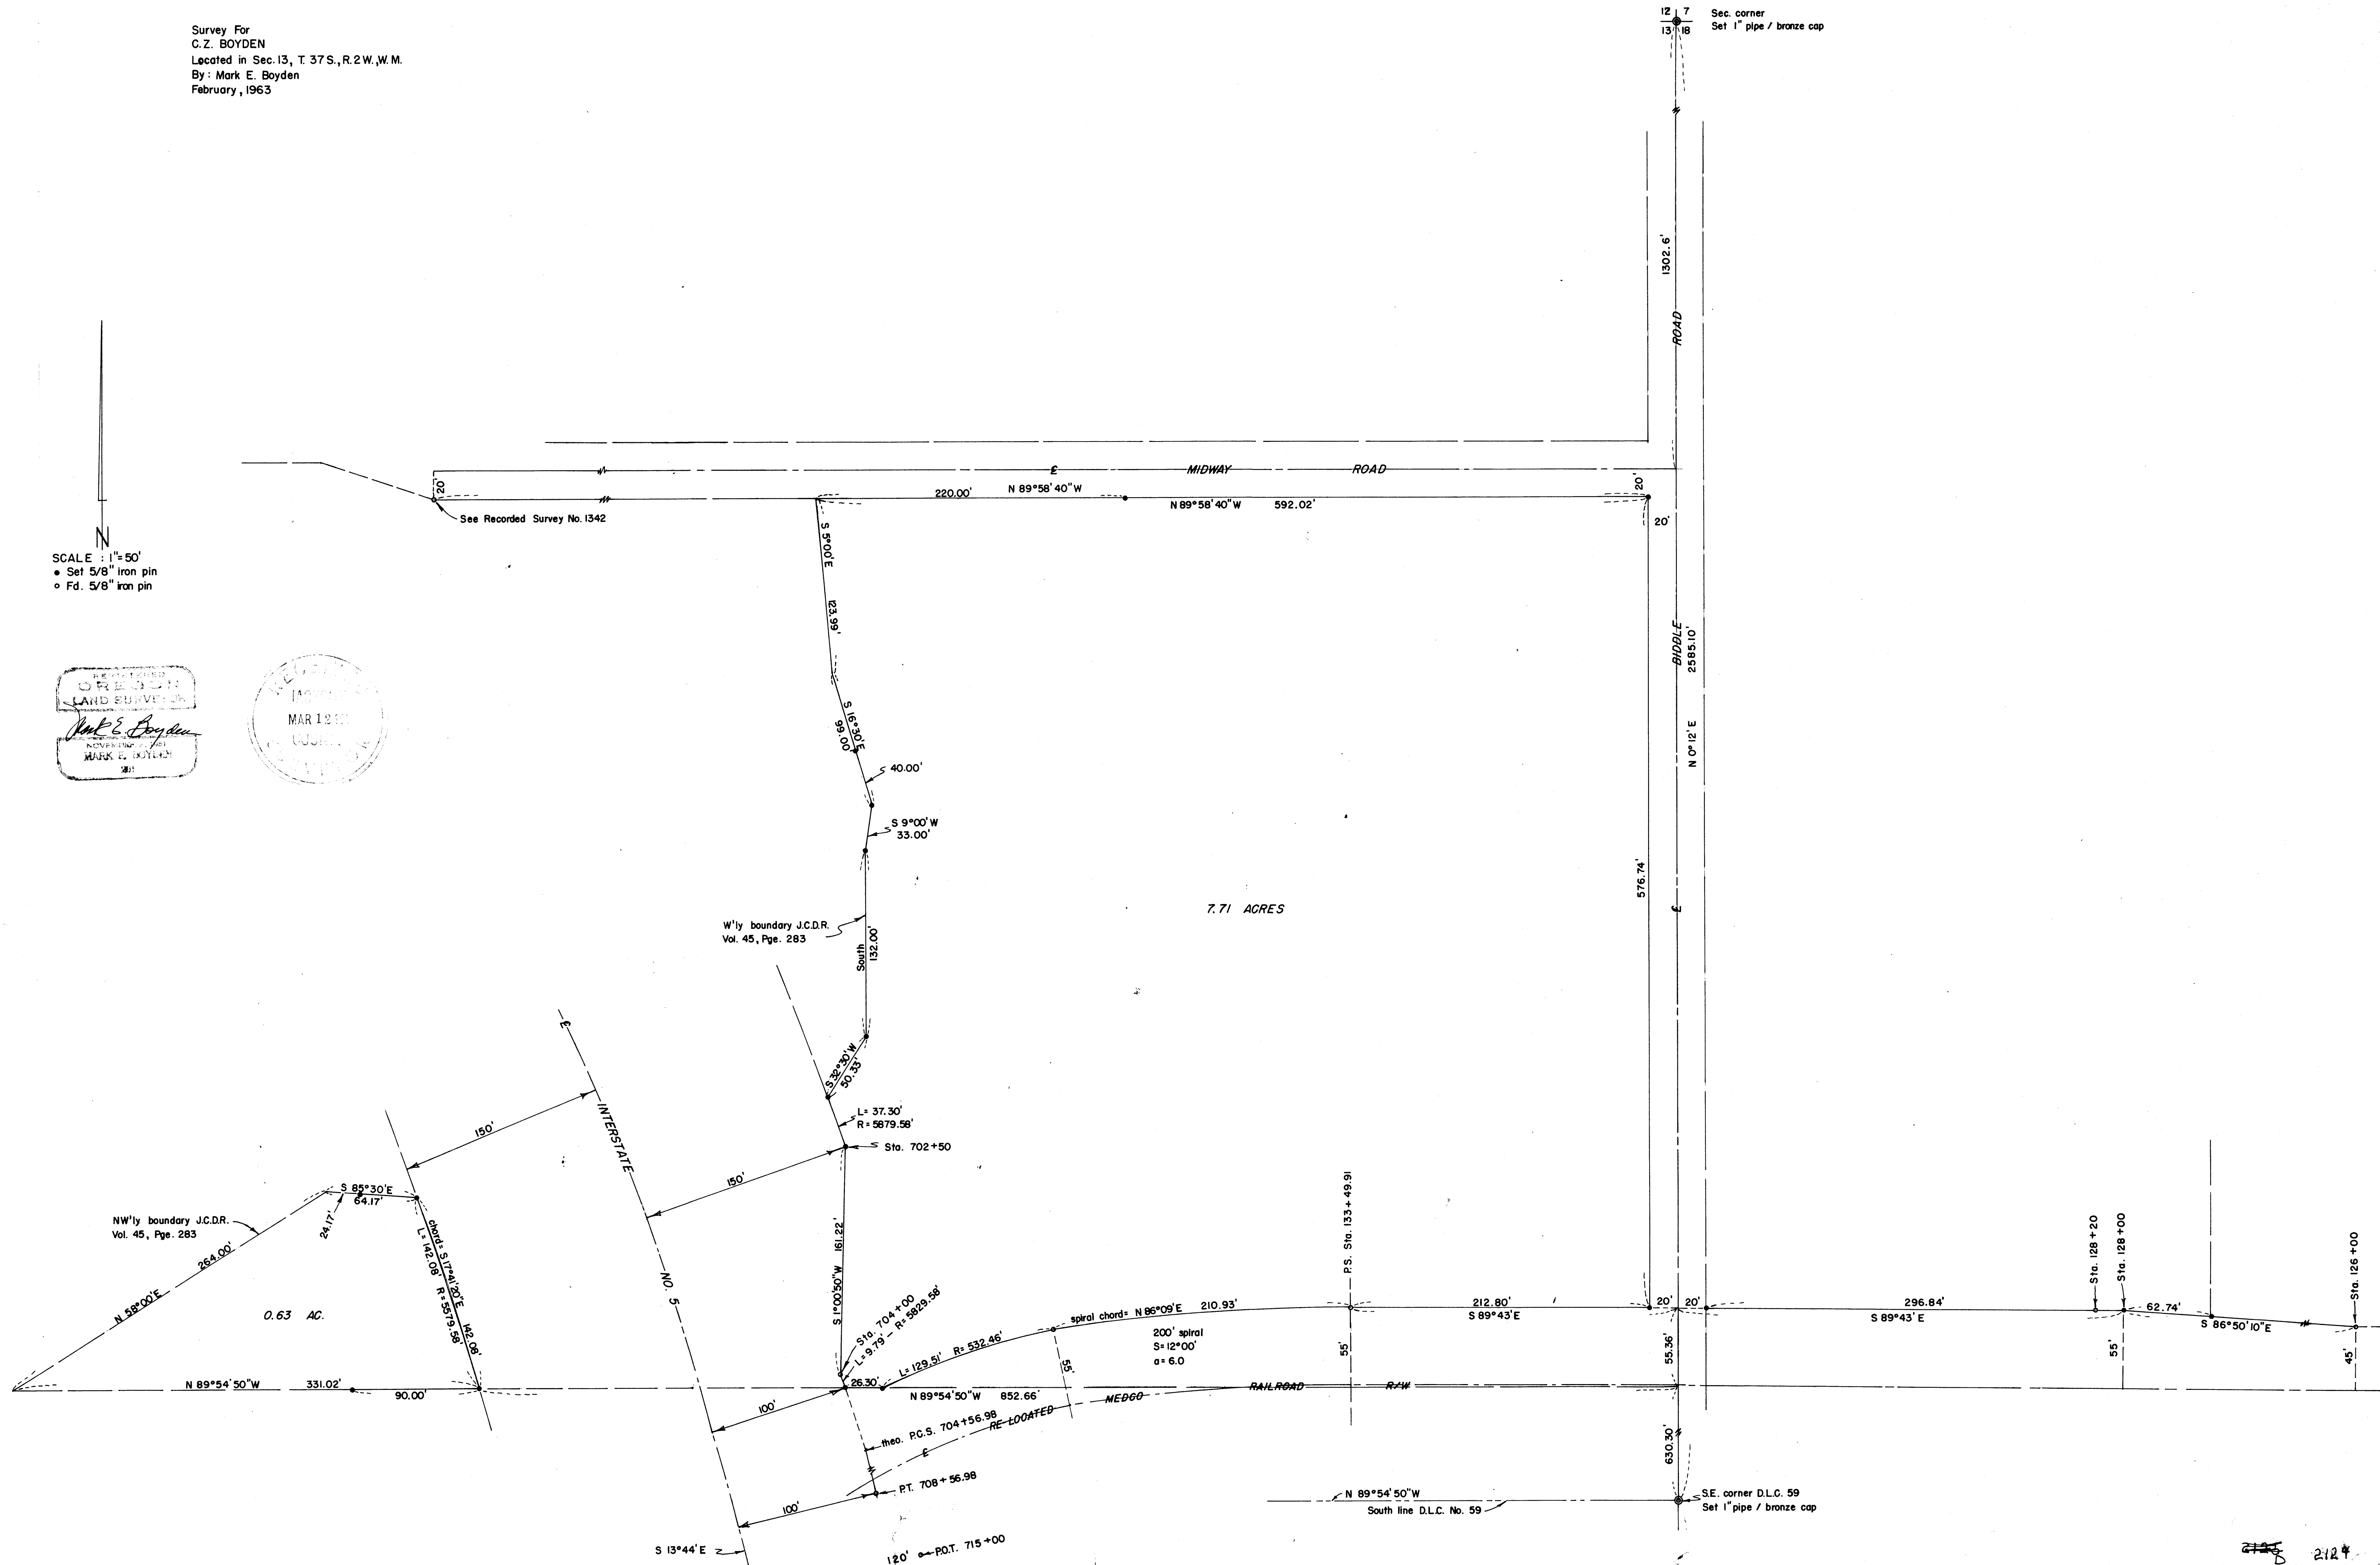 Survey For
C.Z. BOYDEN
Located in Sec. 13, T. 37 S., R. 2 W., W. M.
By: Mark E. Boyden
February, 1963
12 7
13 18
Sec. corner
Set 1" pipe / bronze cap
1302.6'
ROAD
N
SCALE : 1"=50'
• Set 5/8" iron pin
○ Fd. 5/8" iron pin
20'
℄ MIDWAY ROAD
220.00' N 89°58'40"W
N 89°58'40"W 592.02'
20'
20'
See Recorded Survey No. 1342
S 5°00'E
123.99'
BIDDLE
2585.10'
N 0°12' E
REGISTERED
OREGON
LAND SURVEYOR
Mark E. Boyden
MARK E. BOYDEN
MAR 12
S 16°30'E
99.00'
40.00'
S 9°00'W
33.00'
576.74'
℄
7.71 ACRES
W'ly boundary J.C.D.R.
Vol. 45, Pge. 283
South
132.00'
℄
S 32°30'W
50.33'
L= 37.30'
R= 5879.58'
Sta. 702+50
150'
INTERSTATE
150'
S 85°30'E
64.17'
24.17'
NW'ly boundary J.C.D.R.
Vol. 45, Pge. 283
264.00'
N 58°00'E
0.63 AC.
chord= S 17°41'20"E 142.08'
L= 142.08' R= 5579.58'
NO. 5
S 1°00'50"W 161.22'
Sta. 704+00
L= 9.79' — R= 5829.58'
L= 129.51' R= 532.46'
spiral chord= N 86°09'E 210.93'
200' spiral
S= 12°00'
a= 6.0
P.S. Sta. 133+49.91
55'
212.80'
S 89°43'E
20' 20'
296.84'
S 89°43' E
Sta. 128+20
Sta. 128+00
62.74'
S 86°50'10"E
Sta. 126+00
55.36'
55'
45'
N 89°54'50"W 331.02'
90.00'
26.30'
N 89°54'50"W 852.66'
55'
100'
℄ RE-LOCATED MEDCO RAILROAD R/W
theo. P.C.S. 704+56.98
P.T. 708+56.98
100'
630.30'
N 89°54'50"W
South line D.L.C. No. 59
S.E. corner D.L.C. 59
Set 1" pipe / bronze cap
S 13°44'E
120' P.O.T. 715+00
2124